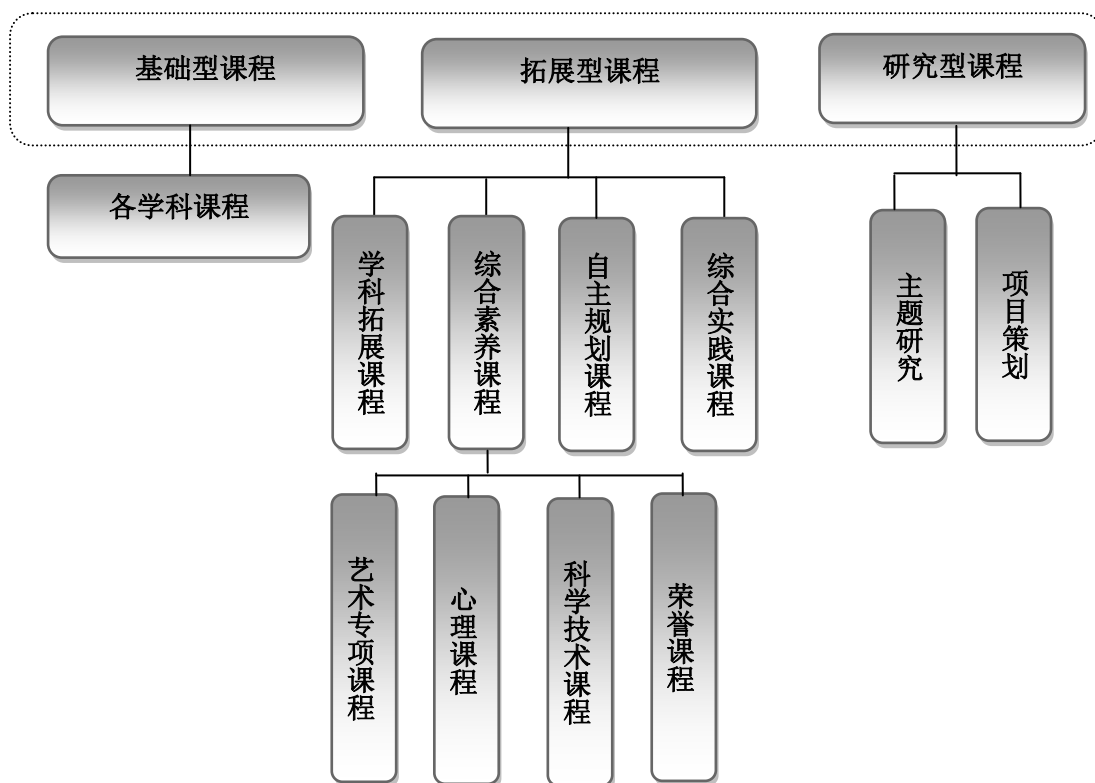 基础型课程
拓展型课程
研究型课程
各学科课程
学科拓展课程
综合素养课程
自主规划课程
综合实践课程
主题研究
项目策划
艺术专项课程
心理课程
科学技术课程
荣誉课程